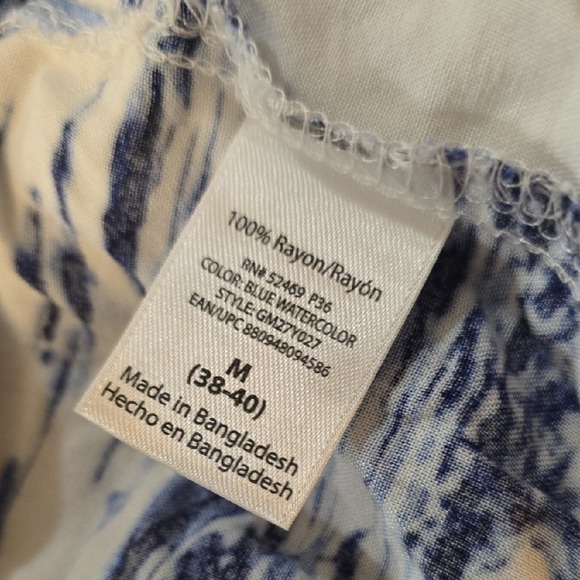 100% Rayon/Rayón
RN# 52469 P36
COLOR: BLUE WATERCOLOR
STYLE: GM27Y027
EAN/UPC 880948094586
M
(38-40)
Made in Bangladesh
Hecho en Bangladesh